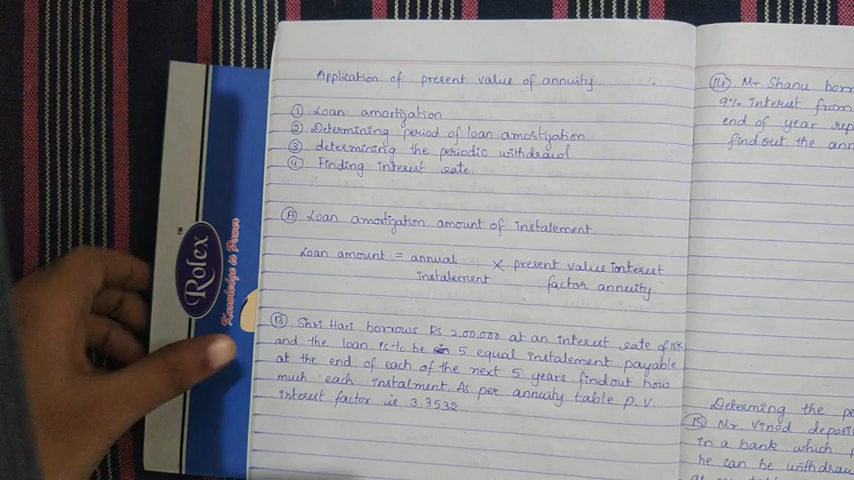 Application of present value of annuity
① Loan amortization
② Determining period of loan amostization
③ determining the periodic withdrawl
④ Finding interest rate.
Ⓐ Loan amortization amount of instalement
Loan amount = annual instalement × present value interest factor annuity
⑬ Shri Hari borrows Rs 2,00,000 at an interest rate of 15%
and the loan is to be in 5 equal instalement payable
at the end of each of the next 5 years. findout how
much each instalment. As per annuity table P.V.
interest factor is 3.3532.
⑭ Mr Shanu borr
9% interest from
end of year rep
find out the ann
Determing the pe
⑮ Mr. Vinod deposi
in a bank which
he can be withdraw
Rolex
Knowledge is Power
TM